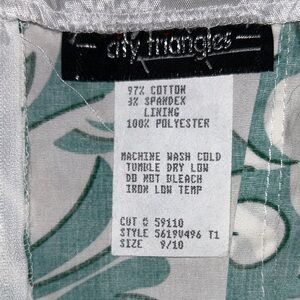 city triangles
97% COTTON
3% SPANDEX
LINING
100% POLYESTER
MACHINE WASH COLD
TUMBLE DRY LOW
DO NOT BLEACH
IRON LOW TEMP
CUT # 59110
STYLE 5619U496 T1
SIZE 9/10